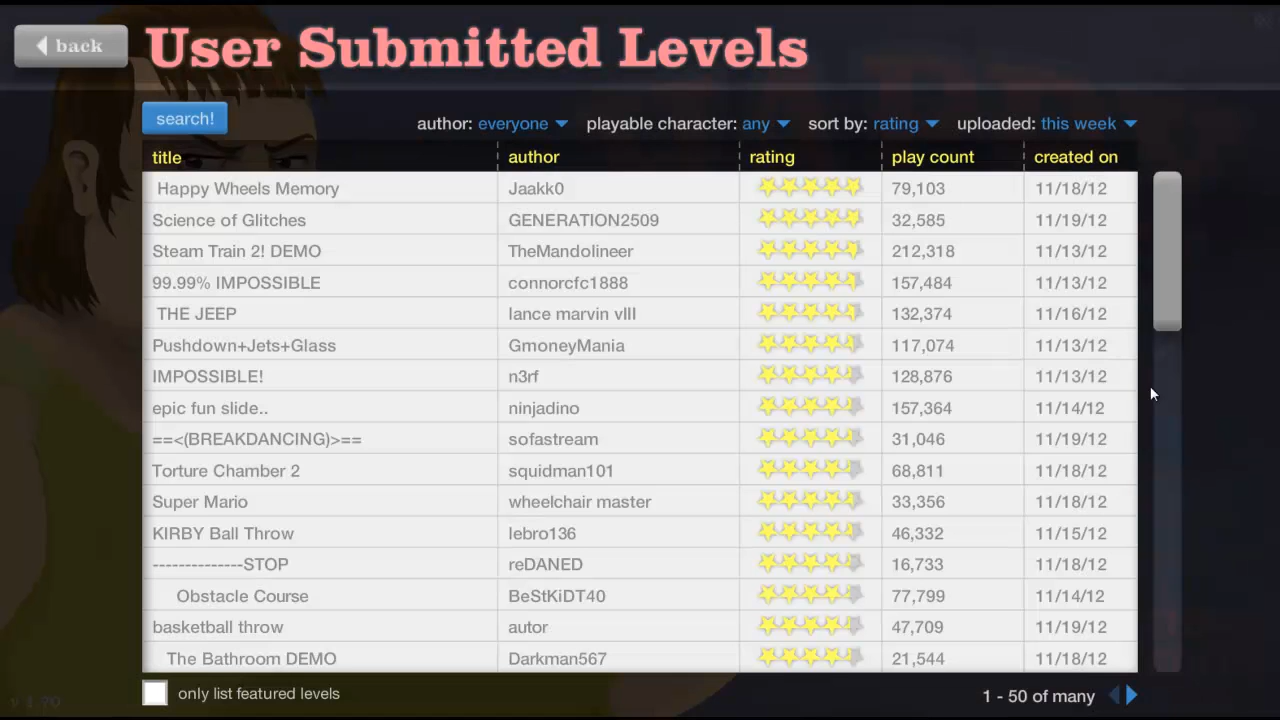 back
User Submitted Levels
search!
author: everyone playable character: any sort by: rating uploaded: this week
title author rating play count created on
Happy Wheels Memory Jaakk0 79,103 11/18/12
Science of Glitches GENERATION2509 32,585 11/19/12
Steam Train 2! DEMO TheMandolineer 212,318 11/13/12
99.99% IMPOSSIBLE connorcfc1888 157,484 11/13/12
THE JEEP lance marvin vIII 132,374 11/16/12
Pushdown+Jets+Glass GmoneyMania 117,074 11/13/12
IMPOSSIBLE! n3rf 128,876 11/13/12
epic fun slide.. ninjadino 157,364 11/14/12
==<(BREAKDANCING)>== sofastream 31,046 11/19/12
Torture Chamber 2 squidman101 68,811 11/18/12
Super Mario wheelchair master 33,356 11/18/12
KIRBY Ball Throw lebro136 46,332 11/15/12
--------------STOP reDANED 16,733 11/18/12
Obstacle Course BeStKiDT40 77,799 11/14/12
basketball throw autor 47,709 11/19/12
The Bathroom DEMO Darkman567 21,544 11/18/12
only list featured levels 1 - 50 of many